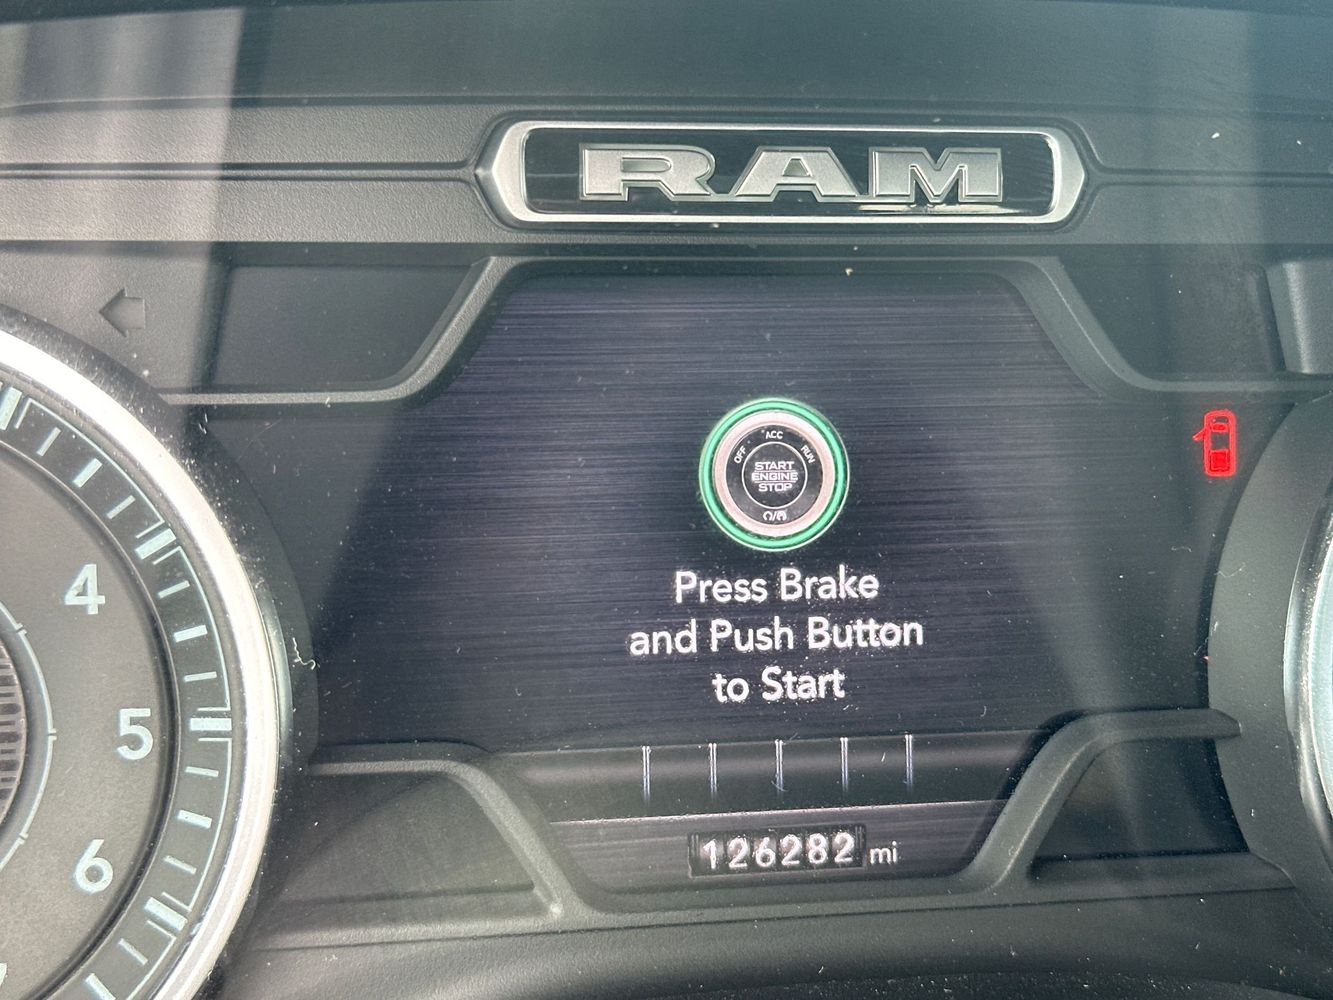 RAM
ACC
OFF
RUN
START
ENGINE
STOP
Press Brake
and Push Button
to Start
4
5
6
126282 mi